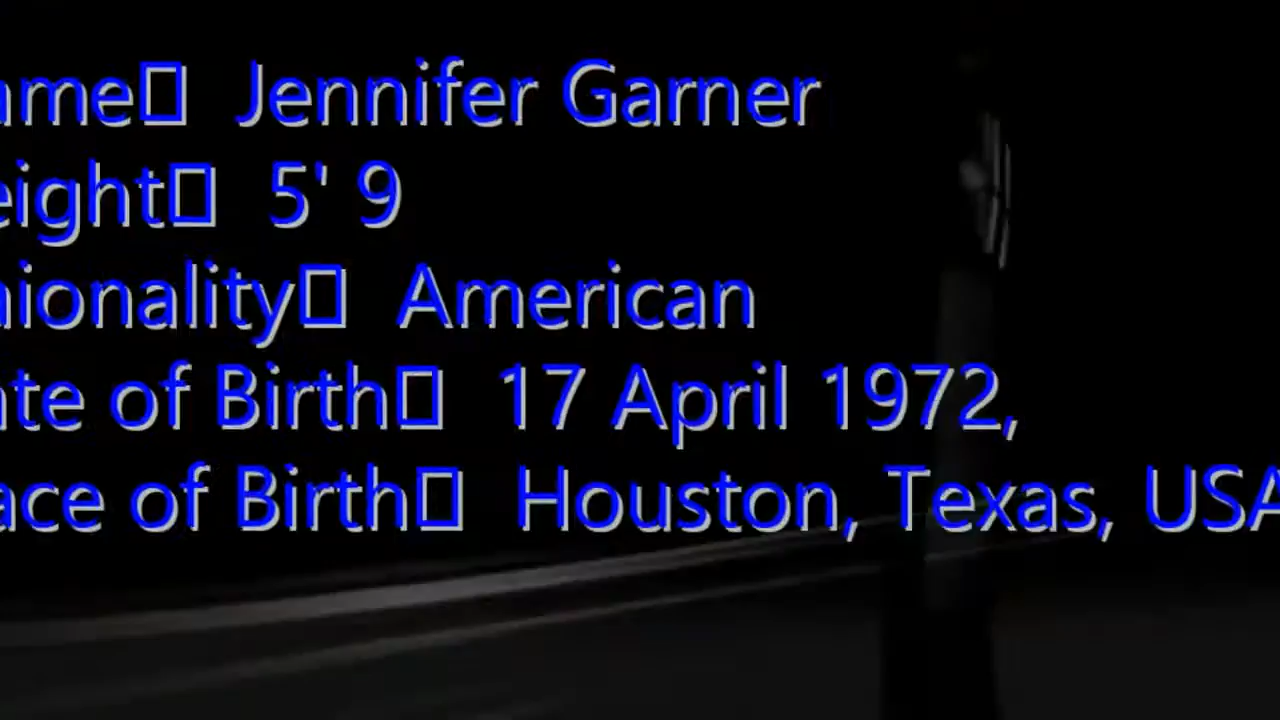 ame▯ Jennifer Garner
eight▯ 5' 9
ionality▯ American
te of Birth▯ 17 April 1972,
ace of Birth▯ Houston, Texas, USA